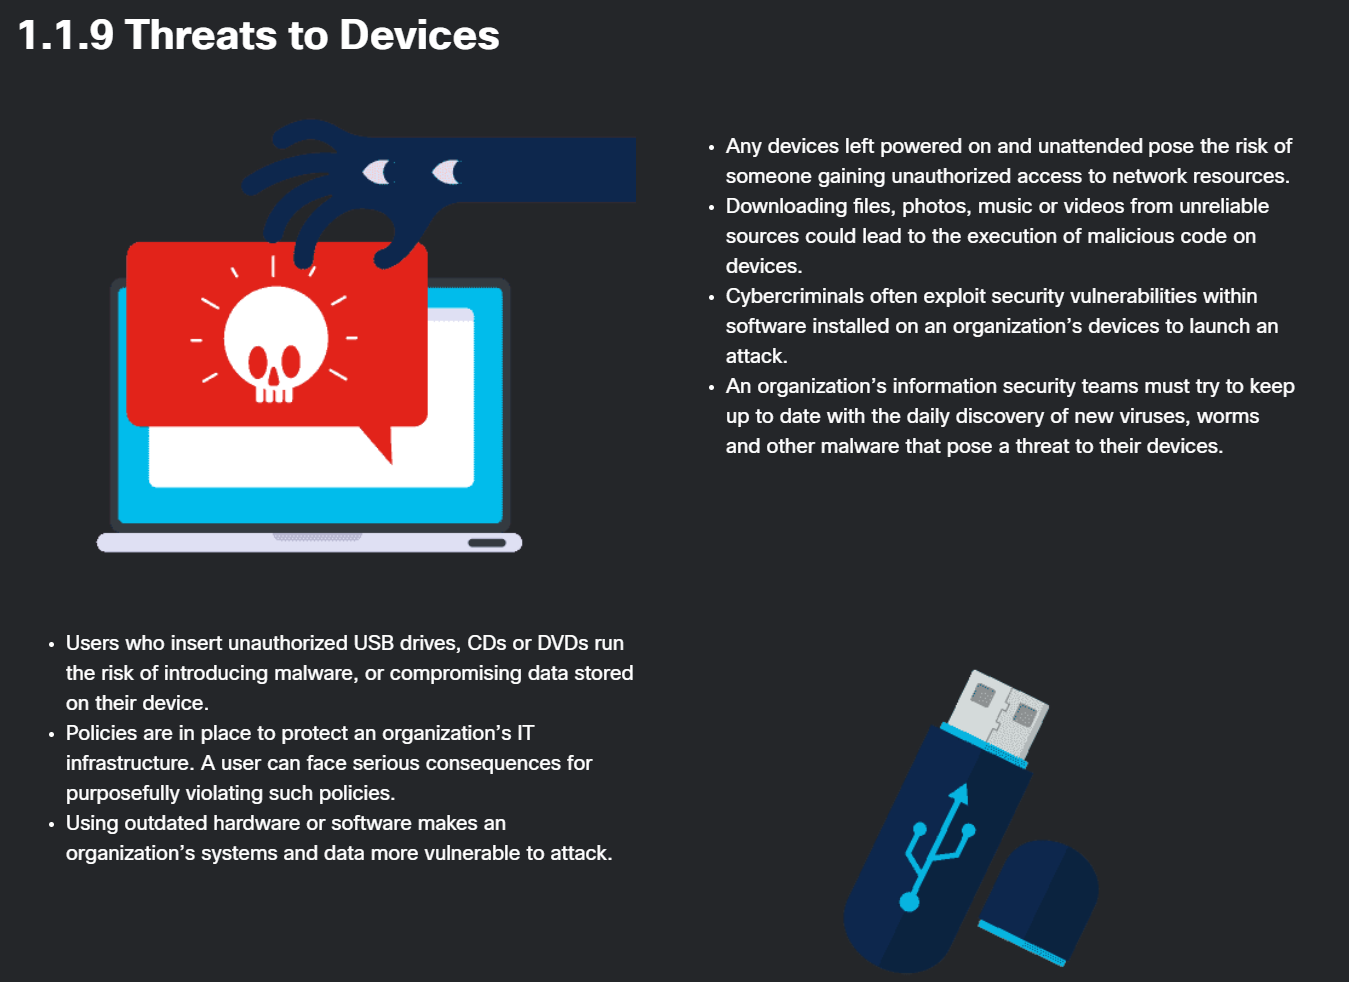 1.1.9 Threats to Devices
• Any devices left powered on and unattended pose the risk of
someone gaining unauthorized access to network resources.
• Downloading files, photos, music or videos from unreliable
sources could lead to the execution of malicious code on
devices.
• Cybercriminals often exploit security vulnerabilities within
software installed on an organization’s devices to launch an
attack.
• An organization’s information security teams must try to keep
up to date with the daily discovery of new viruses, worms
and other malware that pose a threat to their devices.
• Users who insert unauthorized USB drives, CDs or DVDs run
the risk of introducing malware, or compromising data stored
on their device.
• Policies are in place to protect an organization’s IT
infrastructure. A user can face serious consequences for
purposefully violating such policies.
• Using outdated hardware or software makes an
organization’s systems and data more vulnerable to attack.